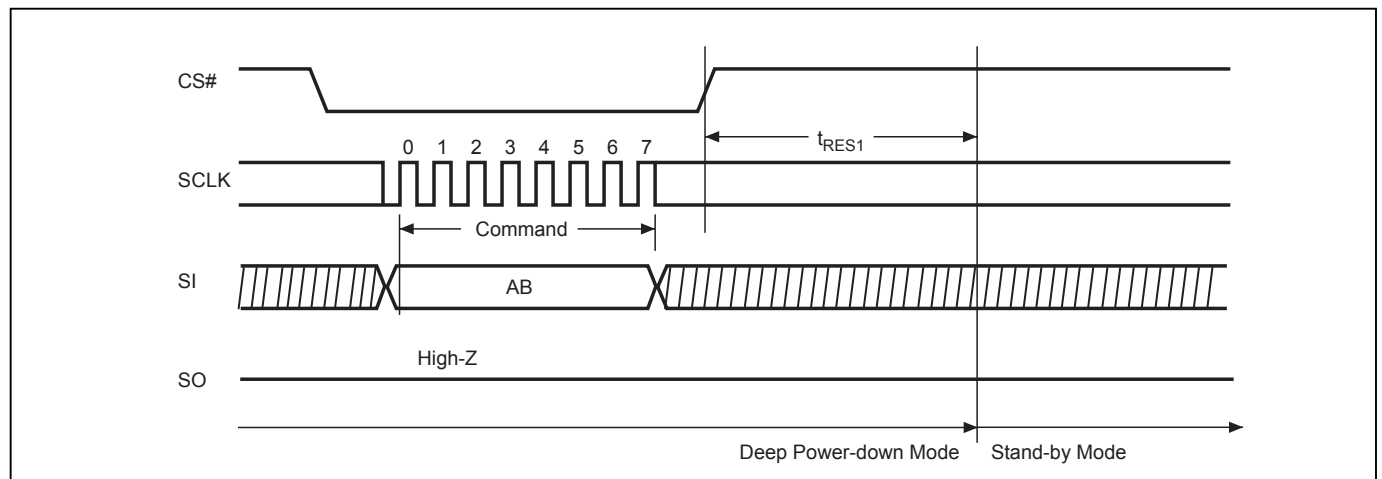 CS#
tRES1
0 1 2 3 4 5 6 7
SCLK
Command
SI
AB
High-Z
SO
Deep Power-down Mode Stand-by Mode